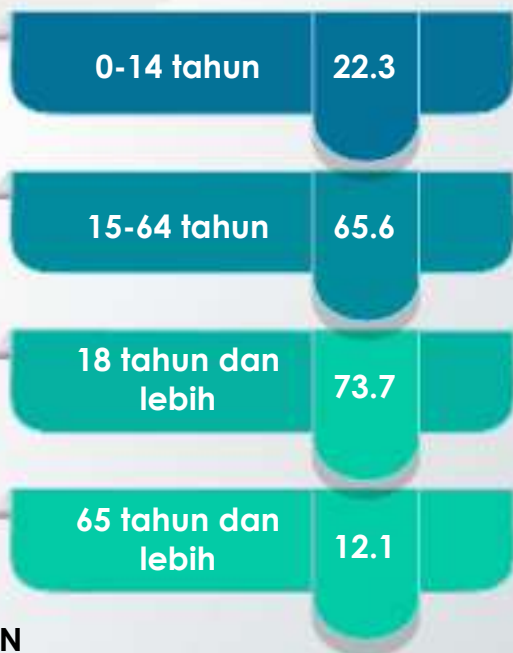 0-14 tahun 22.3
15-64 tahun 65.6
18 tahun dan
lebih
73.7
65 tahun dan
lebih
12.1
N